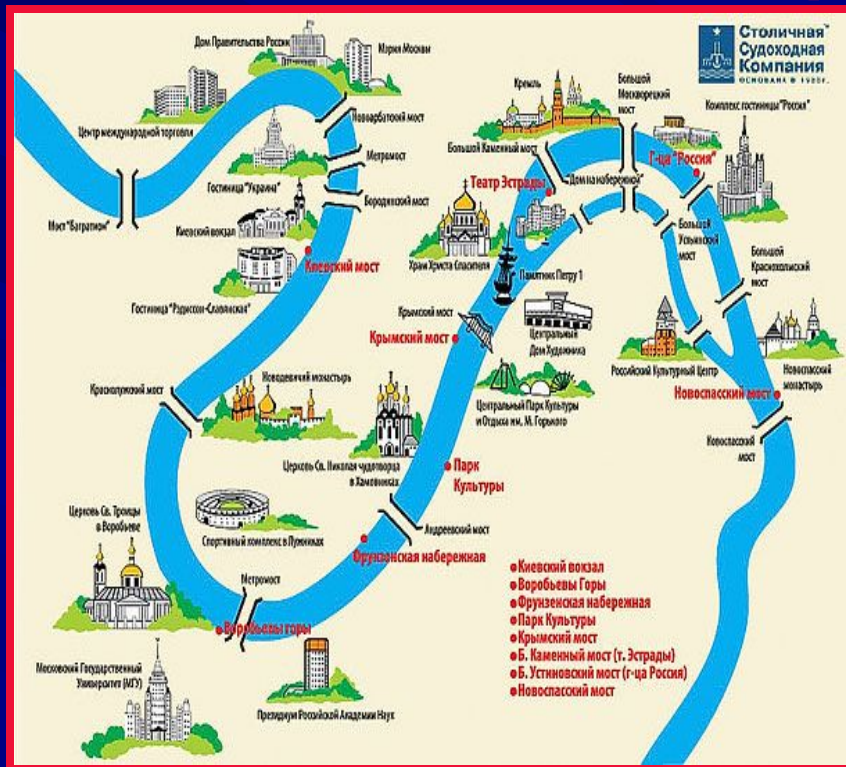 Столичная
Судоходная
Компания
ОСНОВАНА В 1920г.
Дом Правительства России
Мэрия Москвы
Центр международной торговли
Новоарбатский мост
Метромост
Гостиница "Украина"
Бородинский мост
Мост "Багратион"
Киевский вокзал
Киевский мост
Гостиница "Рэдиссон-Славянская"
Кремль
Большой
Москворецкий
мост
Комплекс гостиницы "Россия"
Большой Каменный мост
Г-ца "Россия"
Театр Эстрады
"Дом на набережной"
Храм Христа Спасителя
Памятник Петру 1
Большой
Устьинский
мост
Большой
Краснохолмский
мост
Крымский мост
Крымский мост
Центральный
Дом Художника
Российский Культурный Центр
Новоспасский
монастырь
Новоспасский мост
Новоспасский
мост
Краснолужский мост
Новодевичий монастырь
Центральный Парк Культуры
и Отдыха им. М. Горького
Церковь Св. Николая чудотворца
в Хамовниках
Парк
Культуры
Церковь Св. Троицы
в Воробьеве
Спортивный комплекс в Лужниках
Андреевский мост
Фрунзенская набережная
Метромост
Воробьевы горы
Московский Государственный
Университет (МГУ)
Президиум Российской Академии Наук
Киевский вокзал
Воробьевы Горы
Фрунзенская набережная
Парк Культуры
Крымский мост
Б. Каменный мост (т. Эстрады)
Б. Устиновский мост (г-ца Россия)
Новоспасский мост